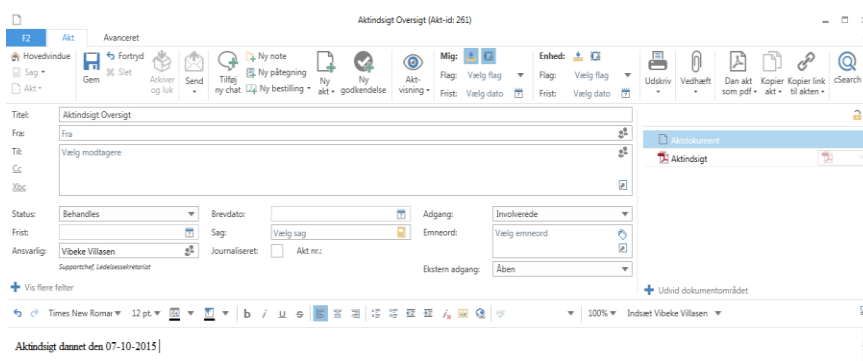 Aktindsigt Oversigt (Akt-id: 261)
F2 Akt Avanceret
Hovedvindue
Sag
Akt
Gem
Fortryd
Slet
Arkiver og luk
Send
Tilføj ny chat
Ny note
Ny påtegning
Ny bestilling
Ny akt
Ny godkendelse
Akt-visning
Mig:
Flag: Vælg flag
Frist: Vælg dato
Enhed:
Flag: Vælg flag
Frist: Vælg dato
Udskriv
Vedhæft
Dan akt som pdf
Kopier akt
Kopier link til akten
cSearch
Titel: Aktindsigt Oversigt
Fra: Fra
Til: Vælg modtagere
Cc
Xbc
Aktdokument
Aktindsigt
Status: Behandles Brevdato: Adgang: Involverede
Frist: Sag: Vælg sag Emneord: Vælg emneord
Ansvarlig: Vibeke Villasen Journaliseret: Akt nr.:
Supportchef, Ledelsessekretariat
Ekstern adgang: Åben
Vis flere felter
Udvid dokumentområdet
Times New Romar 12 pt. b i u 100% Indsæt Vibeke Villasen
Aktindsigt dannet den 07-10-2015